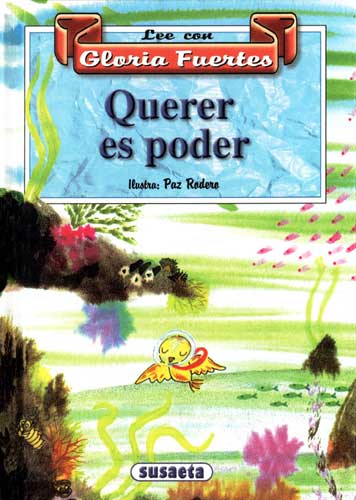 Lee con
Gloria Fuertes
Querer
es poder
Ilustra: Paz Rodero
susaeta